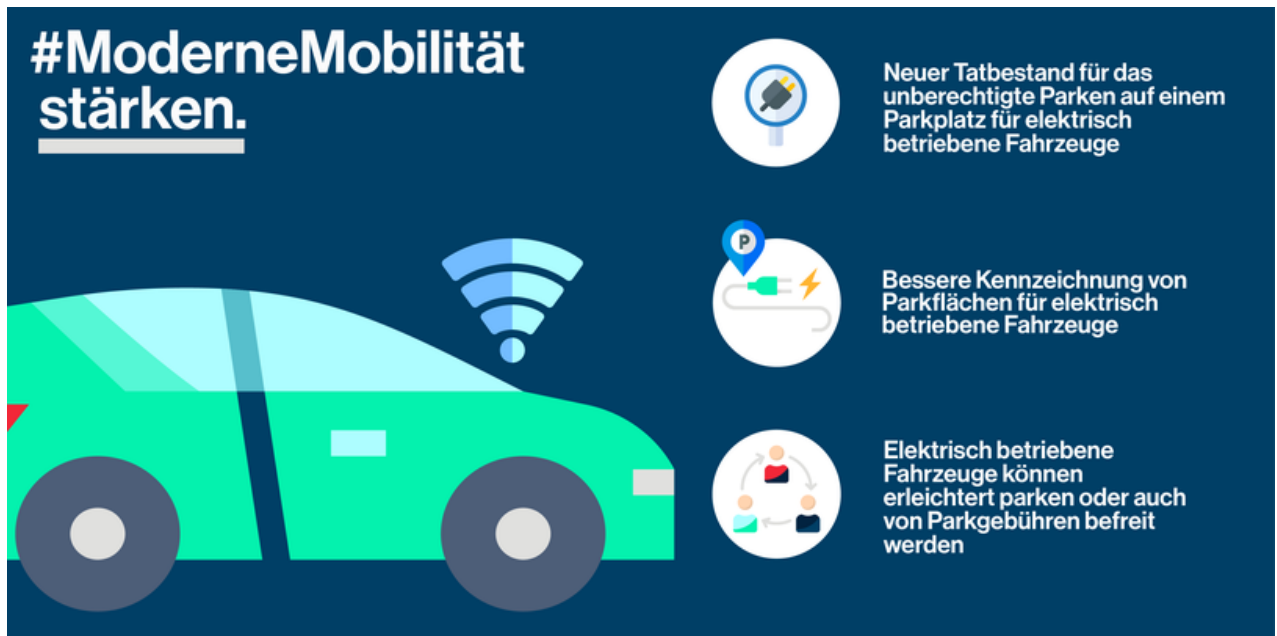 #ModerneMobilität
stärken.
Neuer Tatbestand für das
unberechtigte Parken auf einem
Parkplatz für elektrisch
betriebene Fahrzeuge
P
Bessere Kennzeichnung von
Parkflächen für elektrisch
betriebene Fahrzeuge
Elektrisch betriebene
Fahrzeuge können
erleichtert parken oder auch
von Parkgebühren befreit
werden